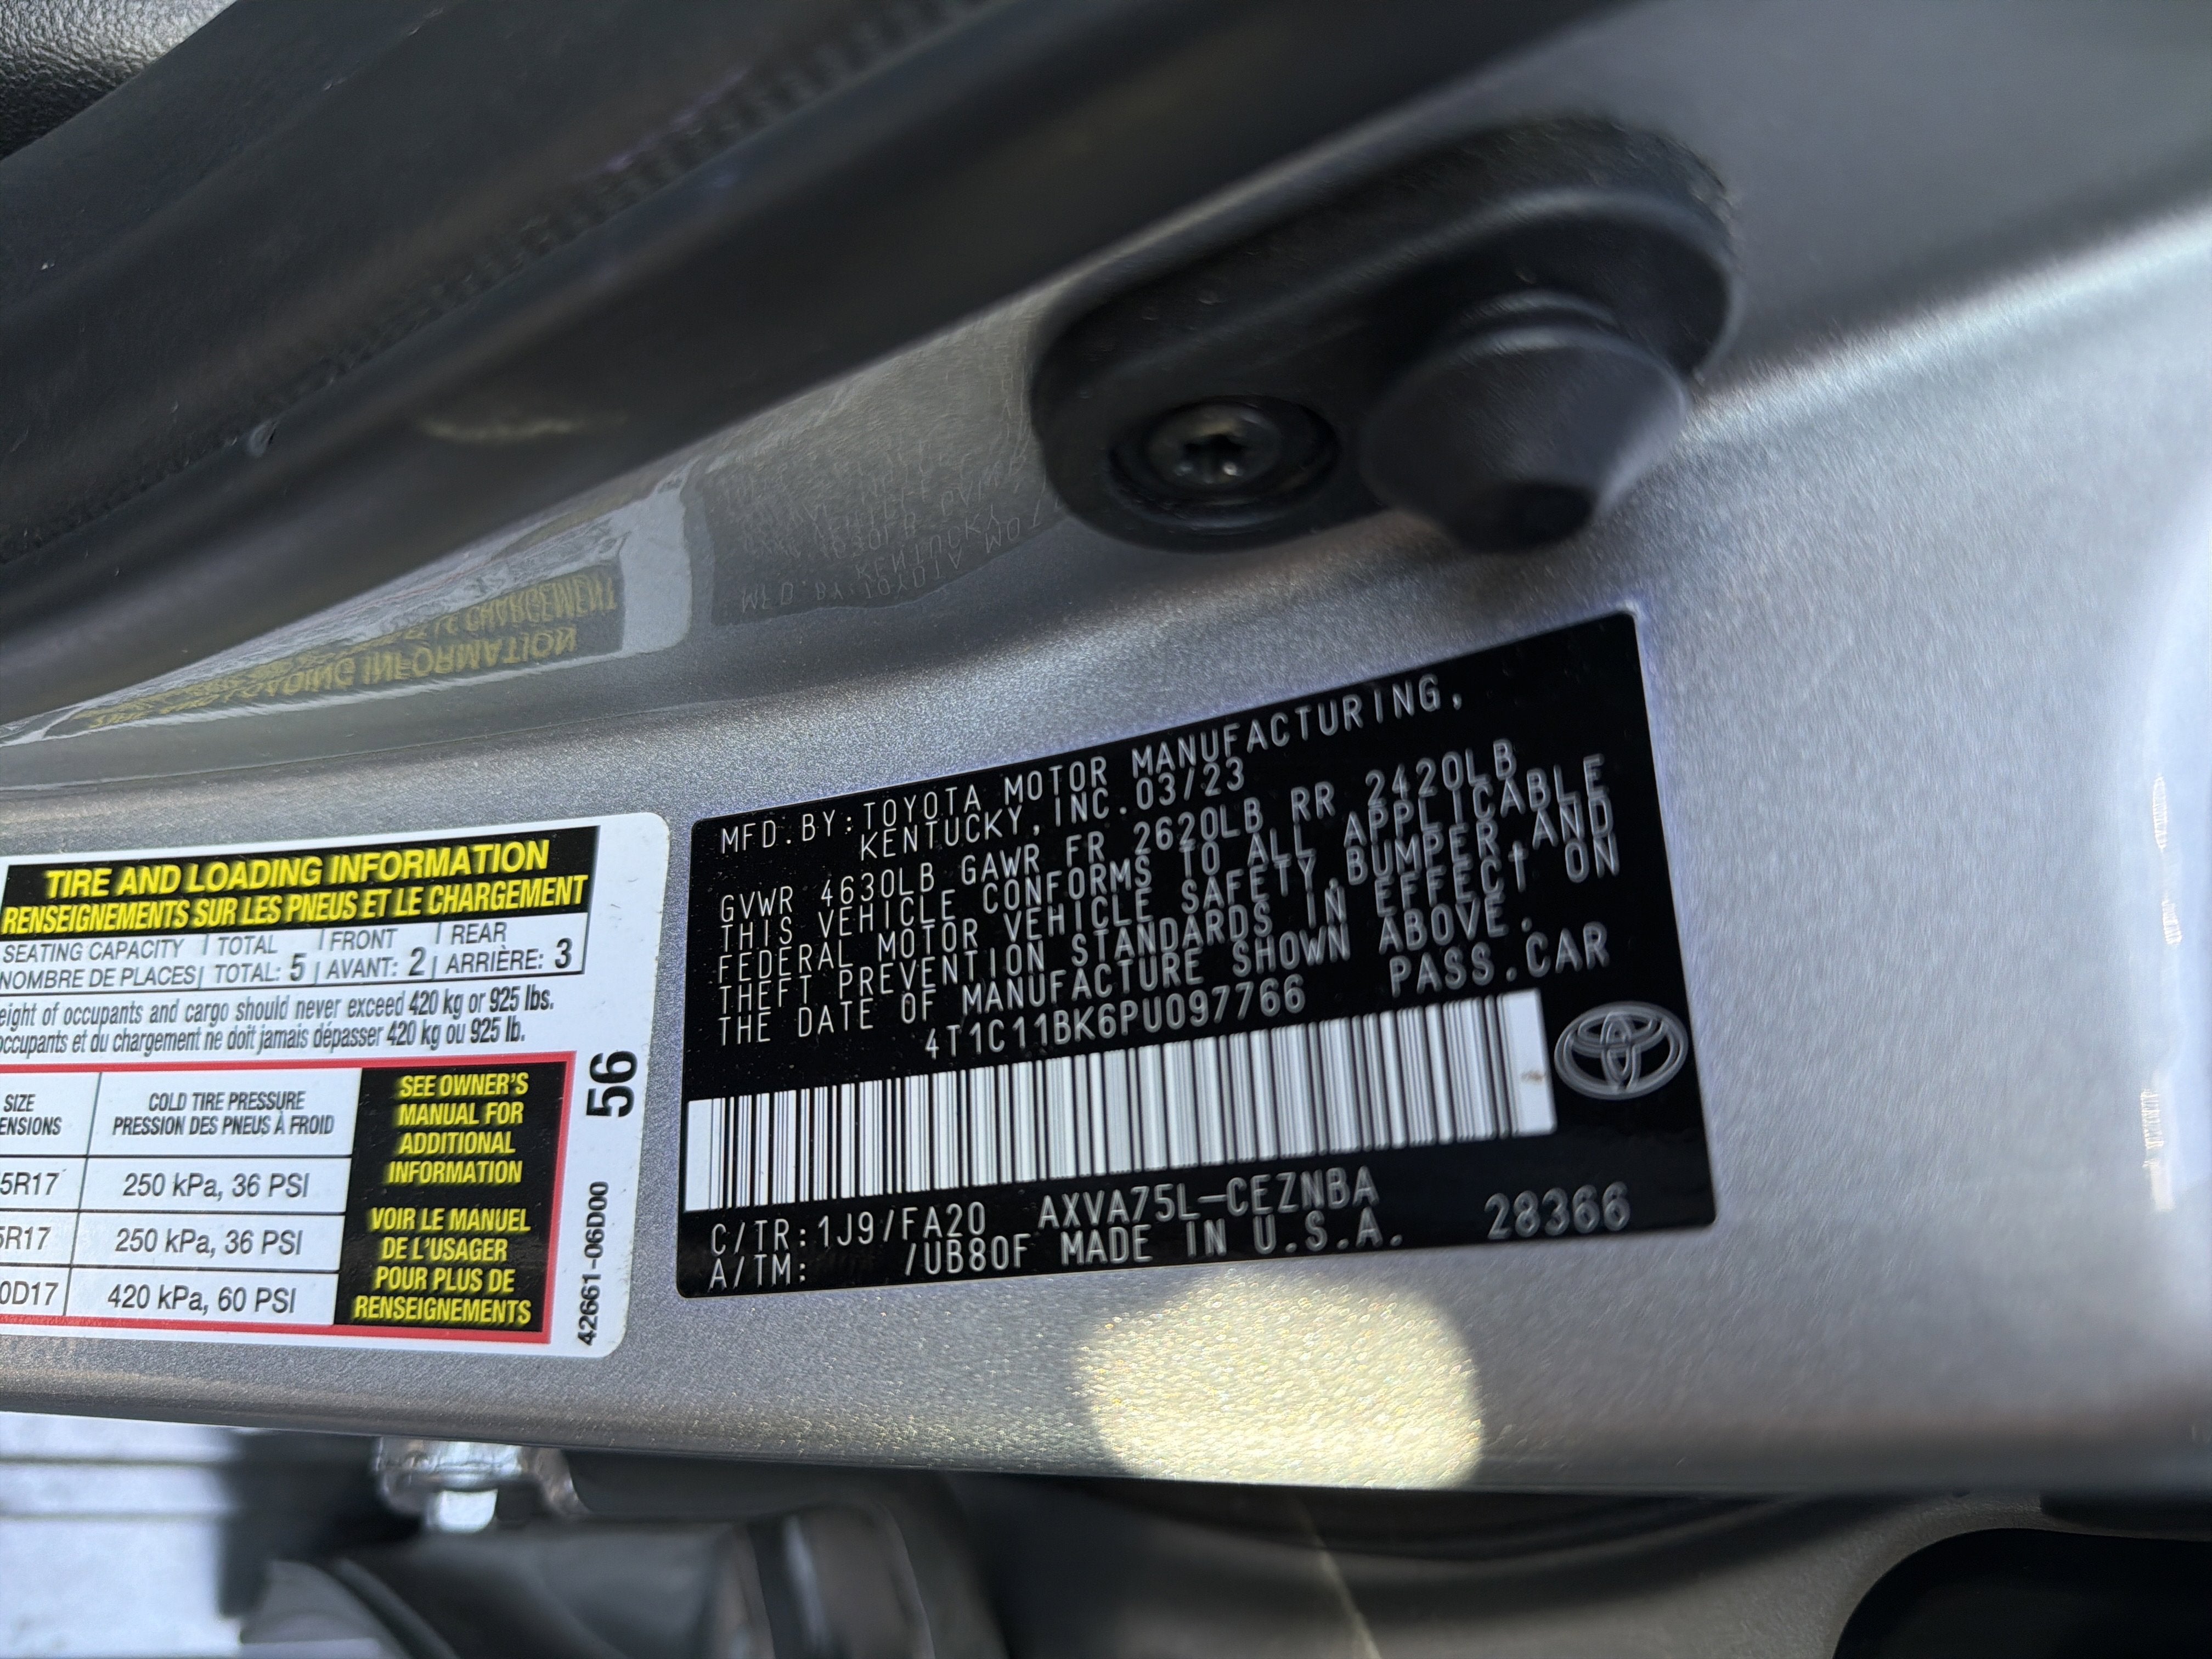 TIRE AND LOADING INFORMATION
RENSEIGNEMENTS SUR LES PNEUS ET LE CHARGEMENT
SEATING CAPACITY | TOTAL | FRONT | REAR
NOMBRE DE PLACES | TOTAL: 5 | AVANT: 2 | ARRIÈRE: 3
of occupants and cargo should never exceed 420 kg or 925 lbs.
et du chargement ne doit jamais dépasser 420 kg ou 925 lb.
SIZE
COLD TIRE PRESSURE
PRESSION DES PNEUS À FROID
5R17 250 kPa, 36 PSI
5R17 250 kPa, 36 PSI
0D17 420 kPa, 60 PSI
SEE OWNER'S
MANUAL FOR
ADDITIONAL
INFORMATION
VOIR LE MANUEL
DE L'USAGER
POUR PLUS DE
RENSEIGNEMENTS
56
42661-06D00
MFD.BY:TOYOTA MOTOR MANUFACTURING,
KENTUCKY,INC.03/23
GVWR 4630LB GAWR FR 2620LB RR 2420LB
THIS VEHICLE CONFORMS TO ALL APPLICABLE
FEDERAL MOTOR VEHICLE SAFETY,BUMPER,AND
THEFT PREVENTION STANDARDS IN EFFECT ON
THE DATE OF MANUFACTURE SHOWN ABOVE.
4T1C11BK6PU097766 PASS.CAR
C/TR:1J9/FA20 AXVA75L-CEZNBA
A/TM: /UB80F MADE IN U.S.A. 28366